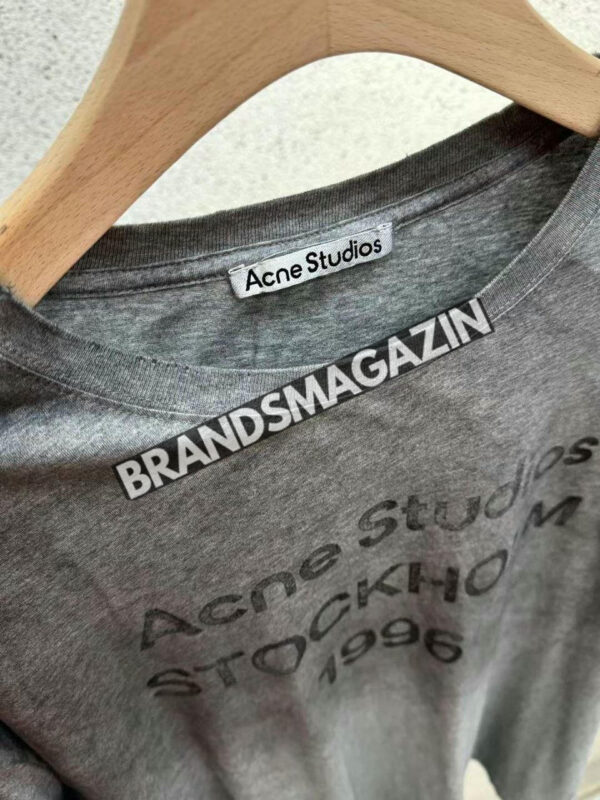 Acne Studios
BRANDSMAGAZIN
Acne Studios
STOCKHOLM
1996